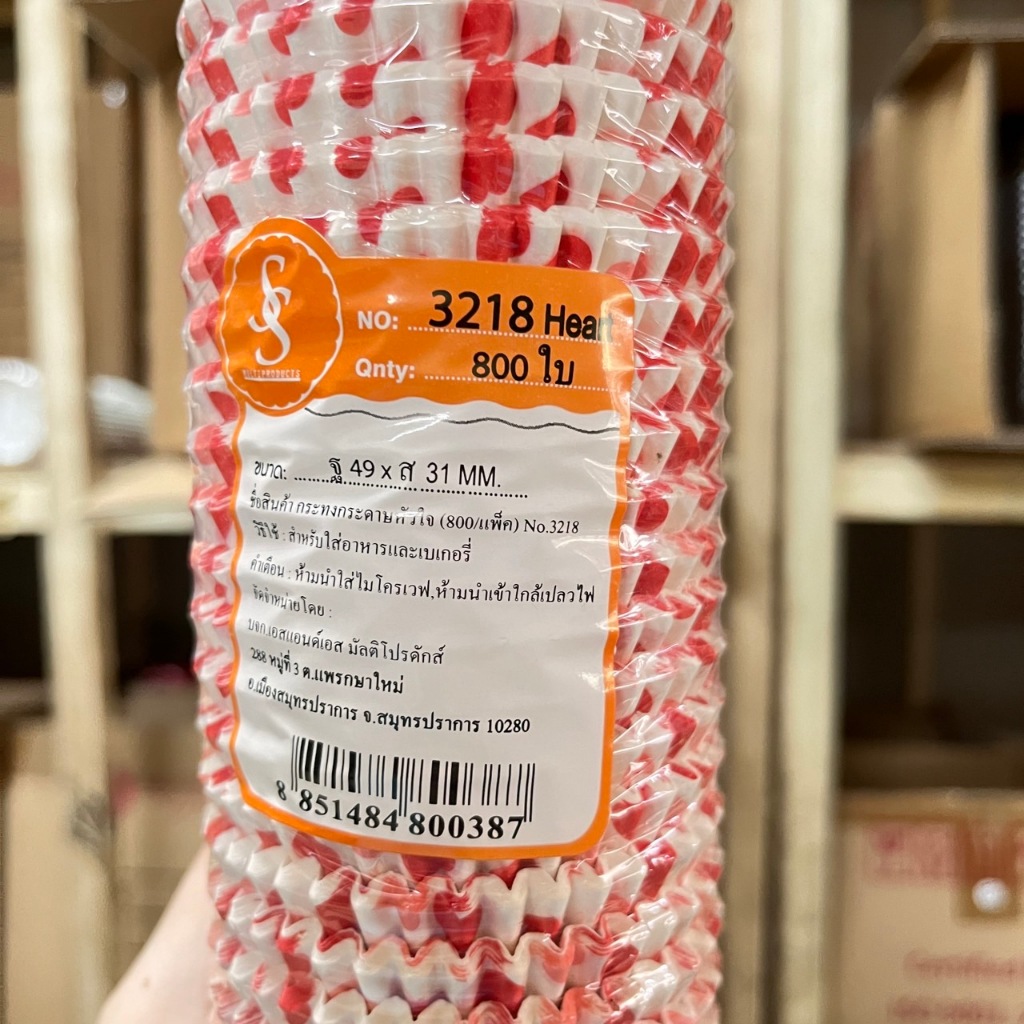 SS
NO: 3218 Heart
Qnty: 800 ใบ
ขนาด: ฐ 49 x ส 31 MM.
ชื่อสินค้า กระทงกระดาษหัวใจ (800/แพ็ค) No.3218
วิธีใช้ : สำหรับใส่อาหารและเบเกอรี่
คำเตือน : ห้ามนำใส่ไมโครเวฟ,ห้ามนำเข้าใกล้เปลวไฟ
จัดจำหน่ายโดย :
บจก.เอสแอนด์เอส มัลติโปรดักส์
288 หมู่ที่ 3 ต.แพรกษาใหม่
อ.เมืองสมุทรปราการ จ.สมุทรปราการ 10280
8 851484 800387